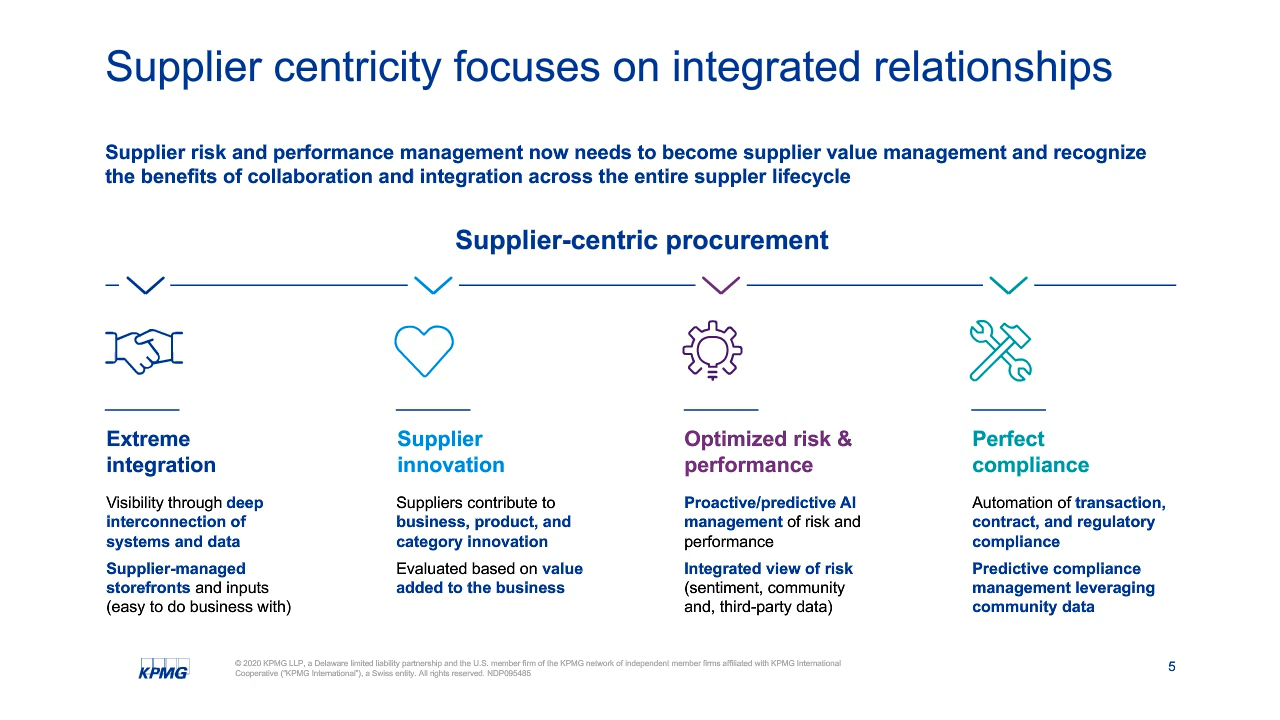 Supplier centricity focuses on integrated relationships
Supplier risk and performance management now needs to become supplier value management and recognize
the benefits of collaboration and integration across the entire suppler lifecycle
Supplier-centric procurement
Extreme
integration
Visibility through deep
interconnection of
systems and data
Supplier-managed
storefronts and inputs
(easy to do business with)
Supplier
innovation
Suppliers contribute to
business, product, and
category innovation
Evaluated based on value
added to the business
Optimized risk &
performance
Proactive/predictive AI
management of risk and
performance
Integrated view of risk
(sentiment, community
and, third-party data)
Perfect
compliance
Automation of transaction,
contract, and regulatory
compliance
Predictive compliance
management leveraging
community data
KPMG
© 2020 KPMG LLP, a Delaware limited liability partnership and the U.S. member firm of the KPMG network of independent member firms affiliated with KPMG International
Cooperative ("KPMG International"), a Swiss entity. All rights reserved. NDP095485
5